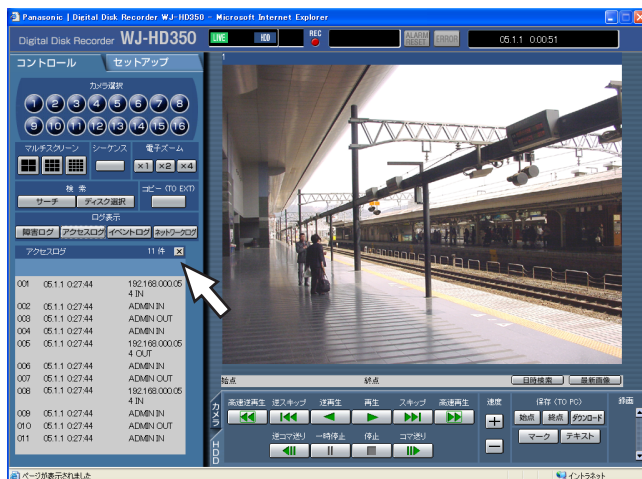 Panasonic | Digital Disk Recorder WJ-HD350 - Microsoft Internet Explorer
Digital Disk Recorder WJ-HD350
LIVE HDD REC ALARM RESET ERROR 05.1.1 0:00:51
コントロール セットアップ
1
カメラ選択
1 2 3 4 5 6 7 8
9 10 11 12 13 14 15 16
マルチスクリーン シーケンス 電子ズーム
×1 ×2 ×4
検索 コピー (TO EXT)
サーチ ディスク選択
ログ表示
障害ログ アクセスログ イベントログ ネットワークログ
アクセスログ 11 件 X
001 05.1.1 0:27:44 192.168.000.05
4 IN
002 05.1.1 0:27:44 ADMIN IN
003 05.1.1 0:27:44 ADMIN OUT
004 05.1.1 0:27:44 ADMIN IN
005 05.1.1 0:27:44 192.168.000.05
4 OUT
006 05.1.1 0:27:44 ADMIN IN
007 05.1.1 0:27:44 ADMIN OUT
008 05.1.1 0:27:44 192.168.000.05
4 IN
009 05.1.1 0:27:44 ADMIN IN
010 05.1.1 0:27:44 ADMIN OUT
011 05.1.1 0:27:44 ADMIN IN
始点 終点 日時検索 最新画像
カメラ
HDD
高速逆再生 逆スキップ 逆再生 再生 スキップ 高速再生 速度 保存 (TO PC) 録画
始点 終点 ダウンロード
逆コマ送り 一時停止 停止 コマ送り
マーク テキスト
ページが表示されました イントラネット